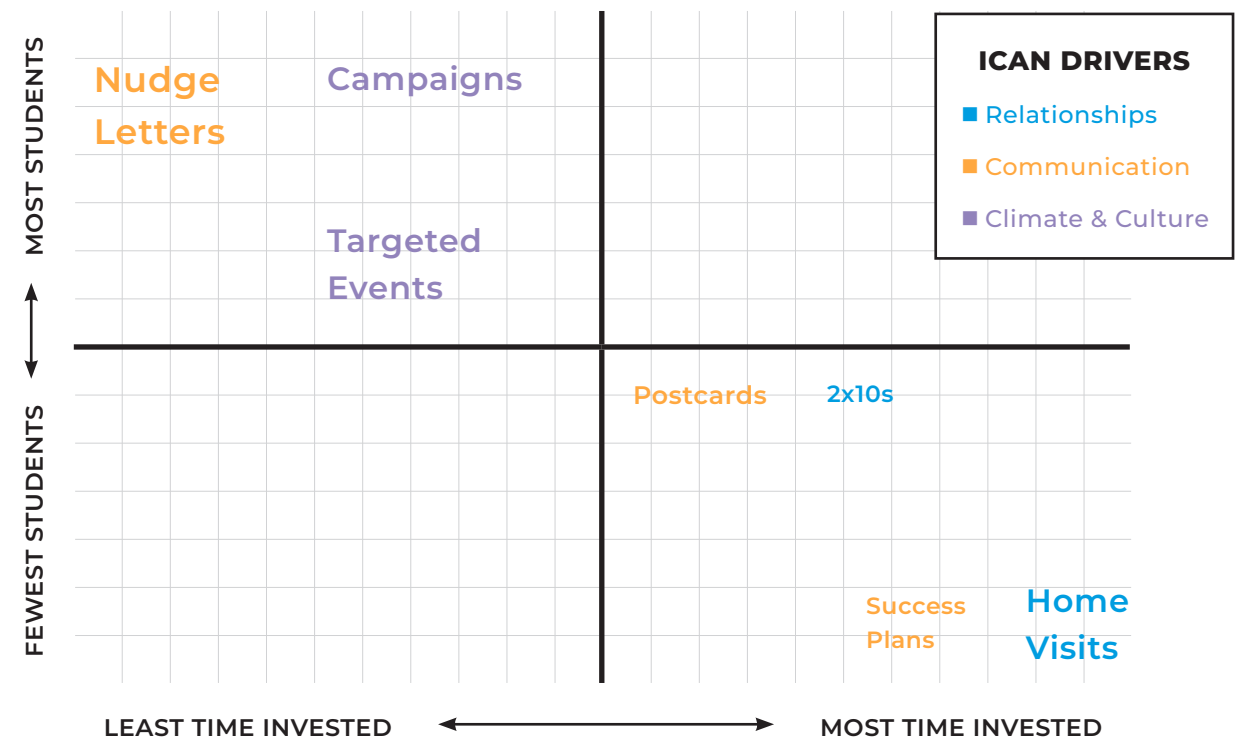 MOST STUDENTS
FEWEST STUDENTS
Nudge
Letters
Campaigns
Targeted
Events
ICAN DRIVERS
Relationships
Communication
Climate & Culture
Postcards
2x10s
Success
Plans
Home
Visits
LEAST TIME INVESTED
MOST TIME INVESTED